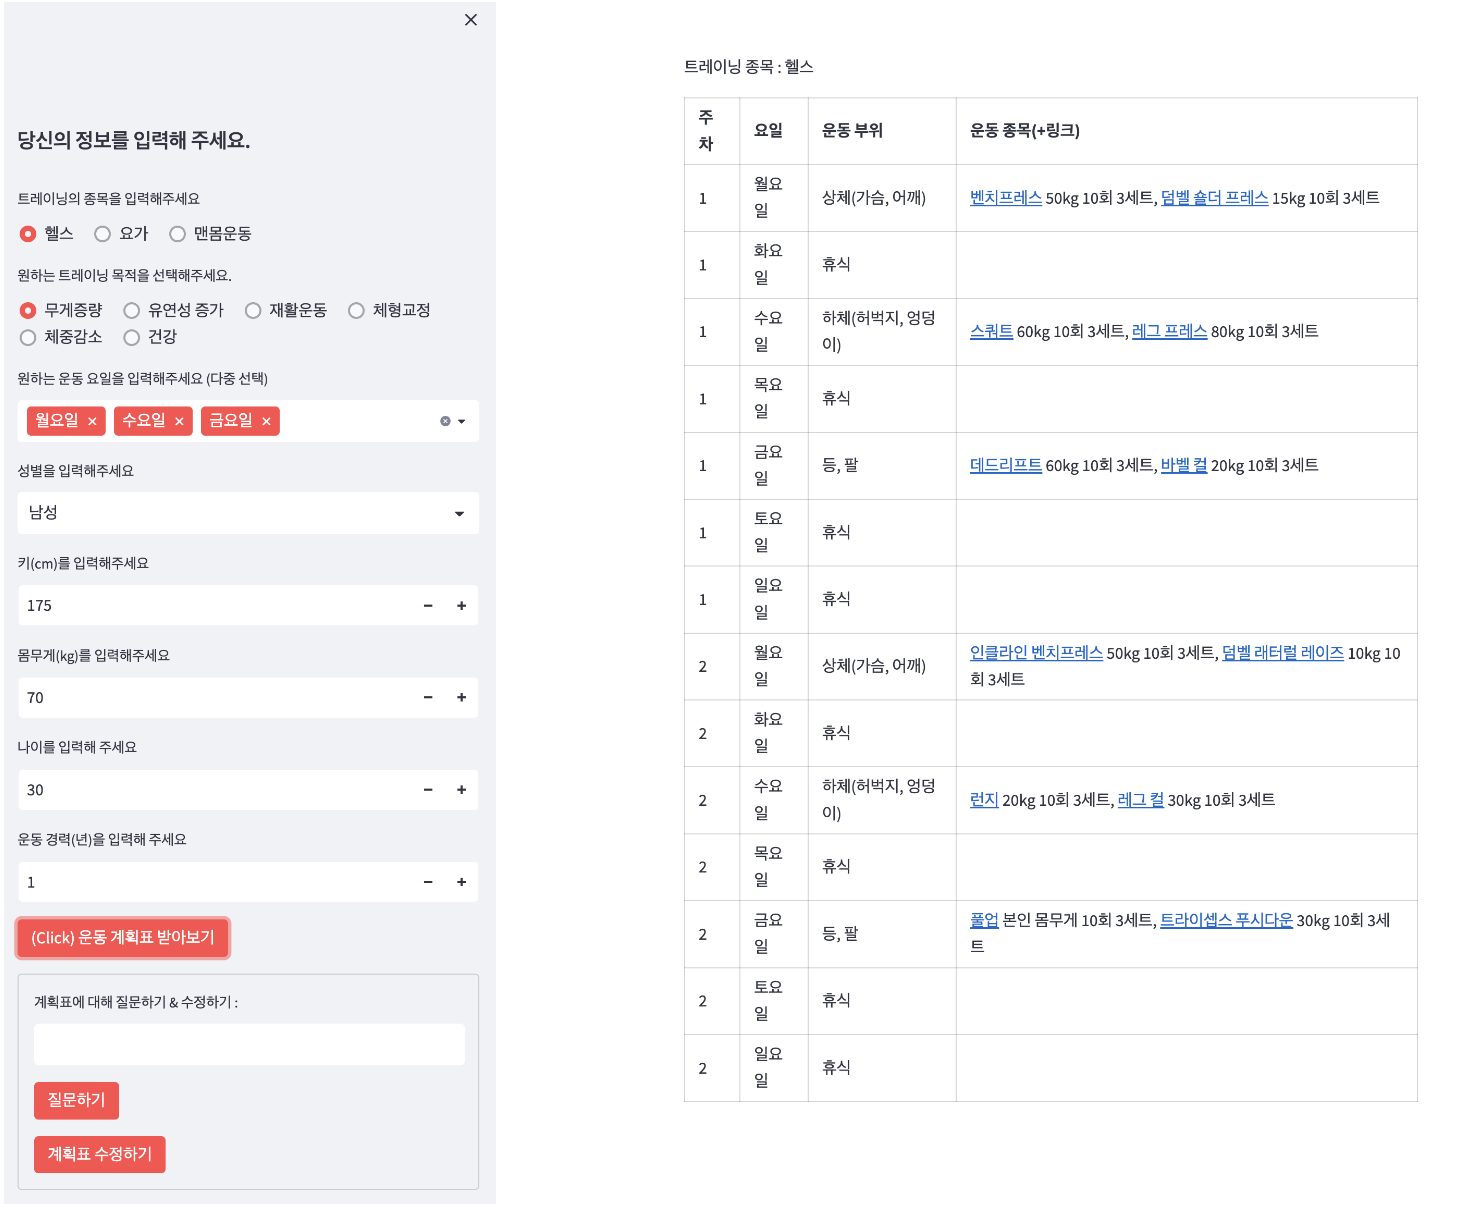 당신의 정보를 입력해 주세요.
트레이닝의 종목을 입력해주세요
헬스 요가 맨몸운동
원하는 트레이닝 목적을 선택해주세요.
무게증량 유연성 증가 재활운동 체형교정
체중감소 건강
원하는 운동 요일을 입력해주세요 (다중 선택)
월요일 수요일 금요일
성별을 입력해주세요
남성
키(cm)를 입력해주세요
175
몸무게(kg)를 입력해주세요
70
나이를 입력해 주세요
30
운동 경력(년)을 입력해 주세요
1
(Click) 운동 계획표 받아보기
계획표에 대해 질문하기 & 수정하기 :
질문하기
계획표 수정하기
트레이닝 종목 : 헬스
주차 요일 운동 부위 운동 종목(+링크)
1 월요일 상체(가슴, 어깨) 벤치프레스 50kg 10회 3세트, 덤벨 숄더 프레스 15kg 10회 3세트
1 화요일 휴식
1 수요일 하체(허벅지, 엉덩이) 스쿼트 60kg 10회 3세트, 레그 프레스 80kg 10회 3세트
1 목요일 휴식
1 금요일 등, 팔 데드리프트 60kg 10회 3세트, 바벨 컬 20kg 10회 3세트
1 토요일 휴식
1 일요일 휴식
2 월요일 상체(가슴, 어깨) 인클라인 벤치프레스 50kg 10회 3세트, 덤벨 래터럴 레이즈 10kg 10회 3세트
2 화요일 휴식
2 수요일 하체(허벅지, 엉덩이) 런지 20kg 10회 3세트, 레그 컬 30kg 10회 3세트
2 목요일 휴식
2 금요일 등, 팔 풀업 본인 몸무게 10회 3세트, 트라이셉스 푸시다운 30kg 10회 3세트
2 토요일 휴식
2 일요일 휴식